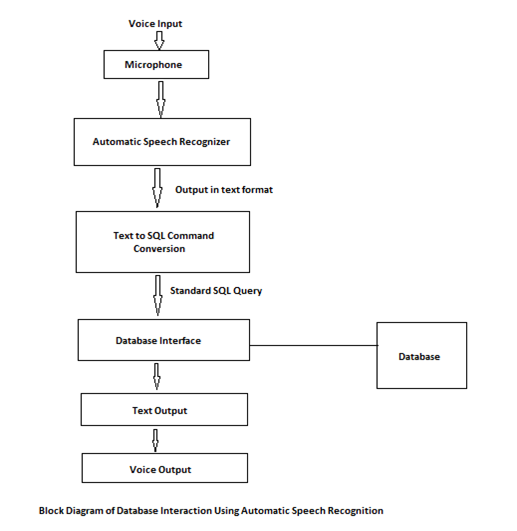 Voice Input
Microphone
Automatic Speech Recognizer
Output in text format
Text to SQL Command
Conversion
Standard SQL Query
Database Interface
Database
Text Output
Voice Output
Block Diagram of Database Interaction Using Automatic Speech Recognition